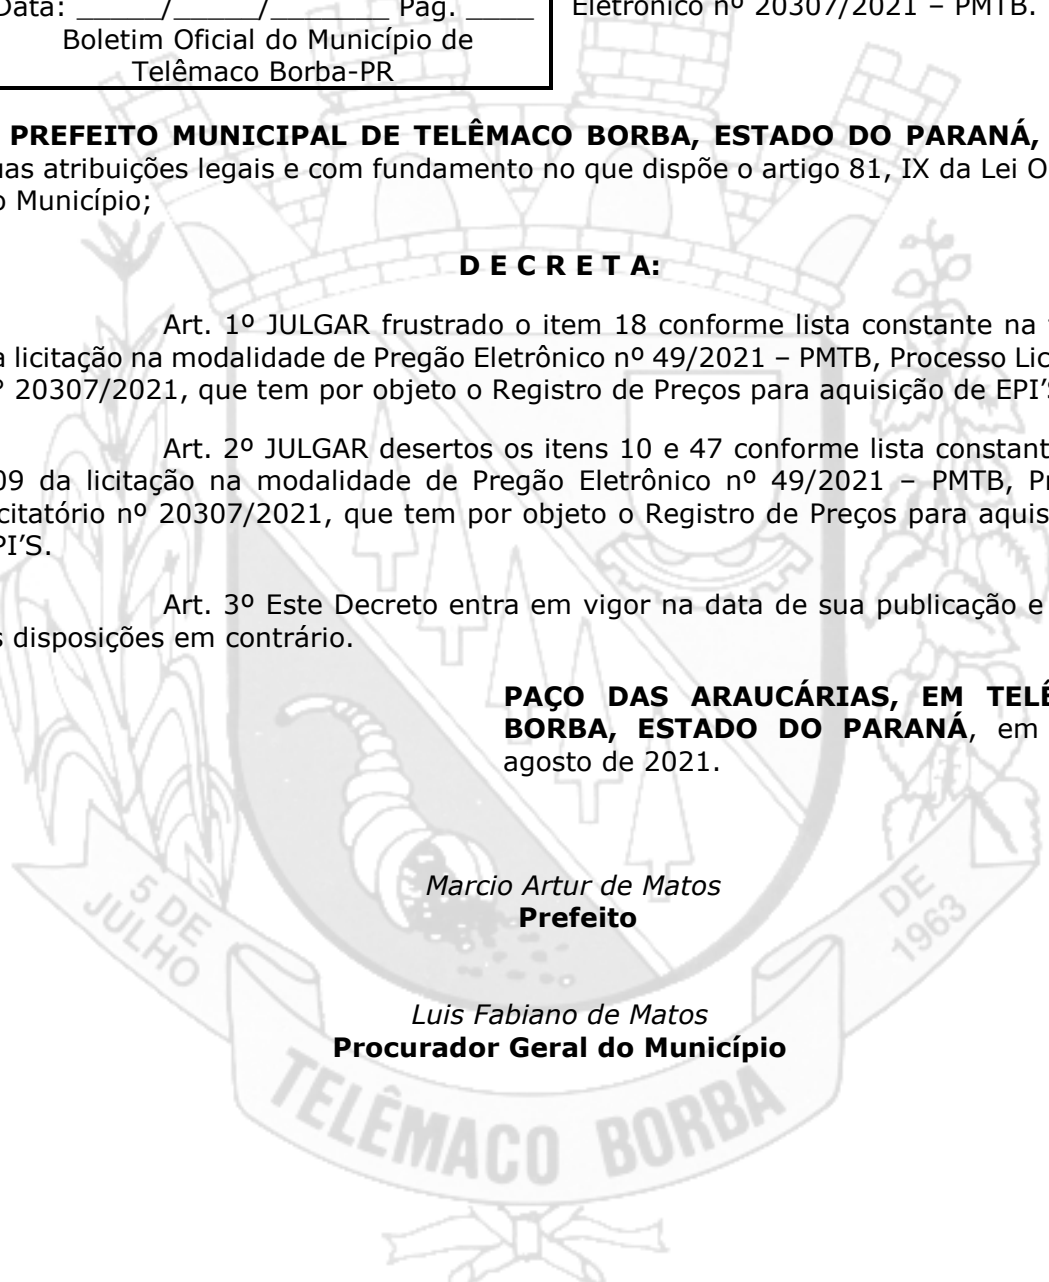 Data: _____/_____/_______ Pag. ____
Boletim Oficial do Município de
Telêmaco Borba-PR
Eletrônico nº 20307/2021 – PMTB.
PREFEITO MUNICIPAL DE TELÊMACO BORBA, ESTADO DO PARANÁ,
uas atribuições legais e com fundamento no que dispõe o artigo 81, IX da Lei O
o Município;
D E C R E T A:
Art. 1º JULGAR frustrado o item 18 conforme lista constante na
a licitação na modalidade de Pregão Eletrônico nº 49/2021 – PMTB, Processo Lic
° 20307/2021, que tem por objeto o Registro de Preços para aquisição de EPI’S
Art. 2º JULGAR desertos os itens 10 e 47 conforme lista constant
09 da licitação na modalidade de Pregão Eletrônico nº 49/2021 – PMTB, Pr
citatório nº 20307/2021, que tem por objeto o Registro de Preços para aquis
PI’S.
Art. 3º Este Decreto entra em vigor na data de sua publicação e
s disposições em contrário.
PAÇO DAS ARAUCÁRIAS, EM TELÊ
BORBA, ESTADO DO PARANÁ, em
agosto de 2021.
Marcio Artur de Matos
Prefeito
Luis Fabiano de Matos
Procurador Geral do Município
5 DE
JULHO
DE
1963
TELÊMACO BORBA